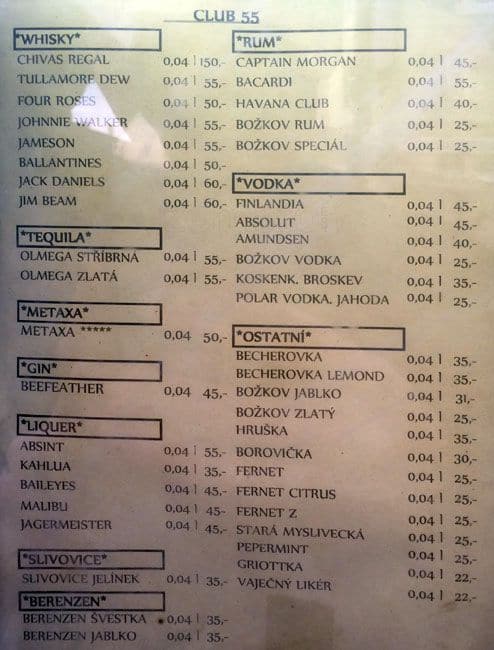 CLUB 55
*WHISKY*
CHIVAS REGAL 0,04 l 150,-
TULLAMORE DEW 0,04 l 55,-
FOUR ROSES 0,04 l 50,-
JOHNNIE WALKER 0,04 l 55,-
JAMESON 0,04 l 55,-
BALLANTINES 0,04 l 50,-
JACK DANIELS 0,04 l 60,-
JIM BEAM 0,04 l 60,-
*TEQUILA*
OLMEGA STŘÍBRNÁ 0,04 l 55,-
OLMEGA ZLATÁ 0,04 l 55,-
*METAXA*
METAXA ***** 0,04 50,-
*GIN*
BEEFEATHER 0,04 45,-
*LIQUER*
ABSINT 0,04 l 55,-
KAHLUA 0,04 l 35,-
BAILEYES 0,04 l 45,-
MALIBU 0,04 l 45-
JAGERMEISTER 0,04 l 45,-
*SLIVOVICE*
SLIVOVICE JELÍNEK 0,04 l 35,-
*BERENZEN*
BERENZEN ŠVESTKA 0,04 l 35,-
BERENZEN JABLKO 0,04 l 35,-
*RUM*
CAPTAIN MORGAN 0,04 l 45,-
BACARDI 0,04 l 55,-
HAVANA CLUB 0,04 l 40,-
BOŽKOV RUM 0,04 l 25,-
BOŽKOV SPECIÁL 0,04 l 25,-
*VODKA*
FINLANDIA 0,04 l 45,-
ABSOLUT 0,04 l 45,-
AMUNDSEN 0,04 l 40,-
BOŽKOV VODKA 0,04 l 25,-
KOSKENK. BROSKEV 0,04 l 35,-
POLAR VODKA. JAHODA 0,04 l 25,-
*OSTATNÍ*
BECHEROVKA 0,04 l 35,-
BECHEROVKA LEMOND 0,04 l 35,-
BOŽKOV JABLKO 0,04 l 31,-
BOŽKOV ZLATÝ 0,04 l 25,-
HRUŠKA 0,04 l 35,-
BOROVIČKA 0,04 l 30,-
FERNET 0,04 l 25,-
FERNET CITRUS 0,04 l 25,-
FERNET Z 0,04 l 25,-
STARÁ MYSLIVECKÁ 0,04 l 25,-
PEPERMINT 0,04 l 25,-
GRIOTTKA 0,04 l 22,-
VAJEČNÝ LIKÉR 0,04 l 22,-